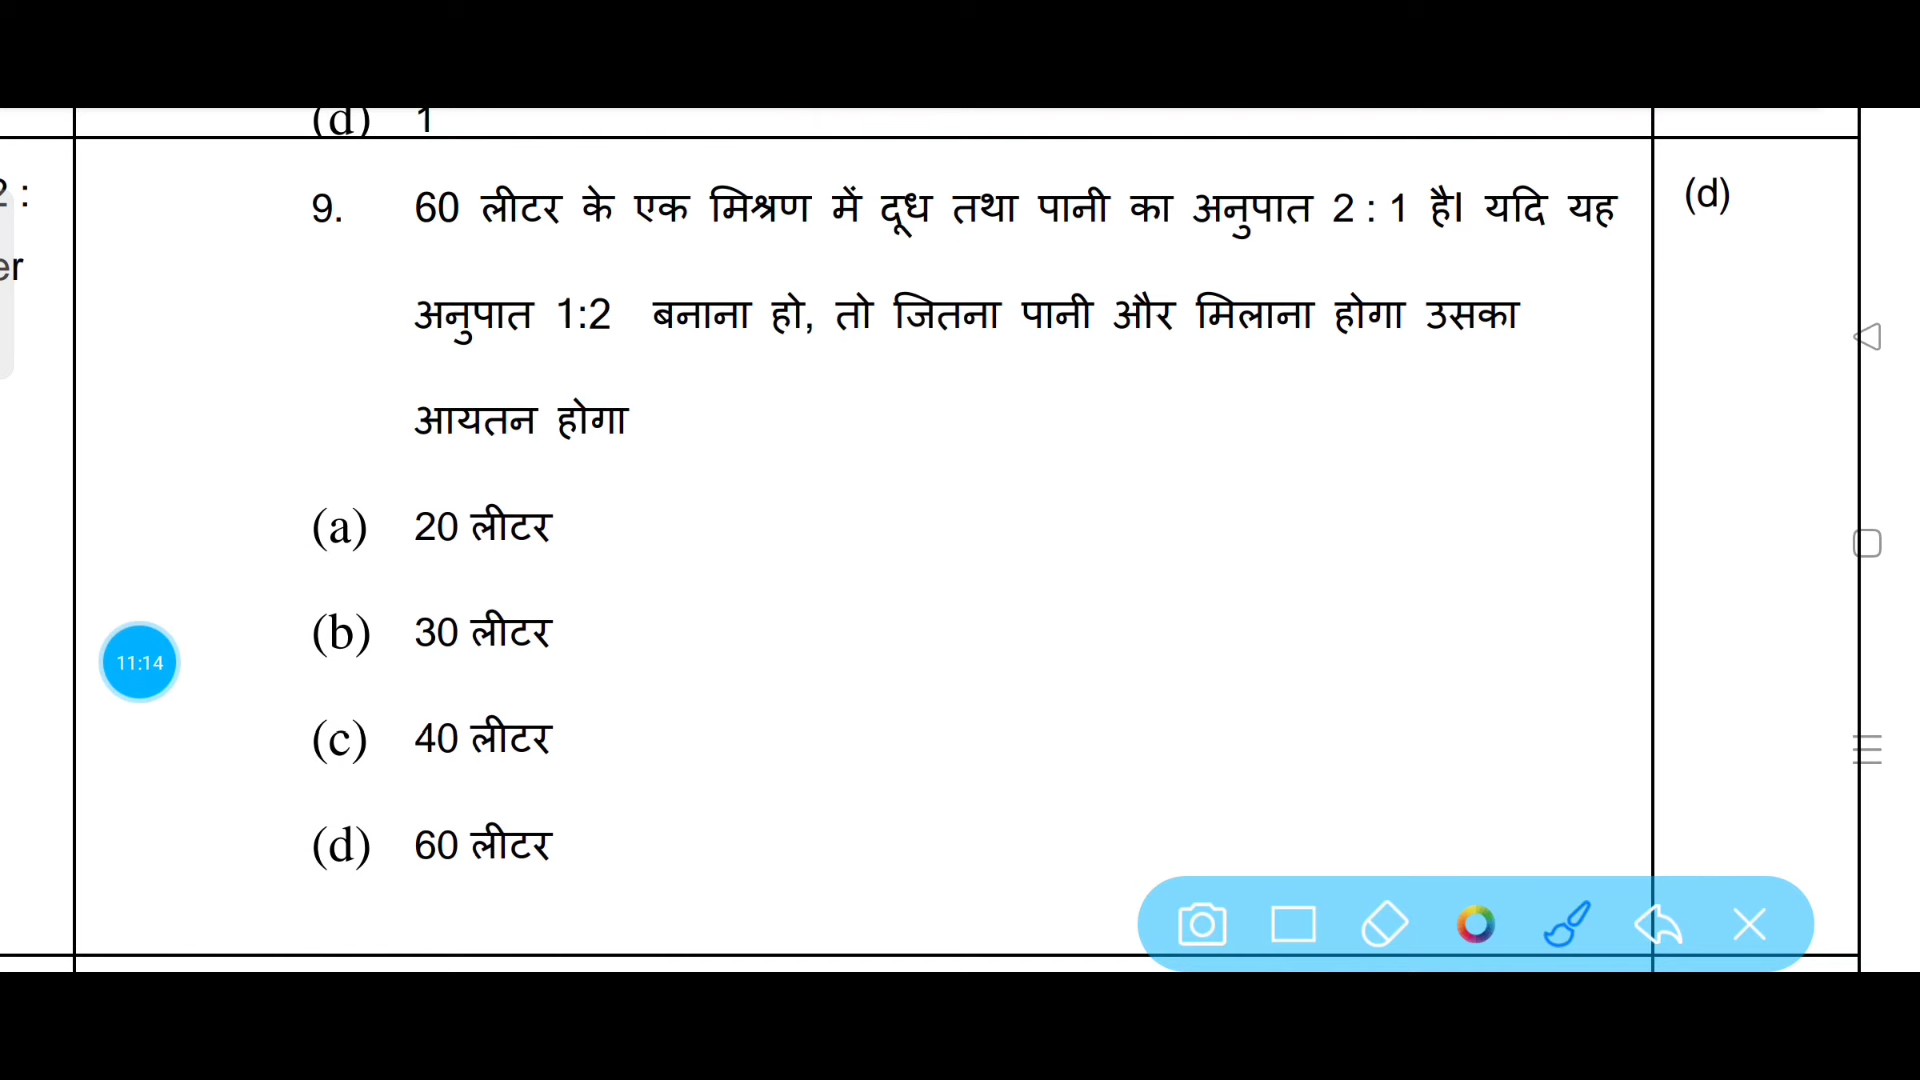 (d) 1
2 :
er
9. 60 लीटर के एक मिश्रण में दूध तथा पानी का अनुपात 2 : 1 है। यदि यह (d)
अनुपात 1:2 बनाना हो, तो जितना पानी और मिलाना होगा उसका
आयतन होगा
(a) 20 लीटर
(b) 30 लीटर
11:14
(c) 40 लीटर
(d) 60 लीटर